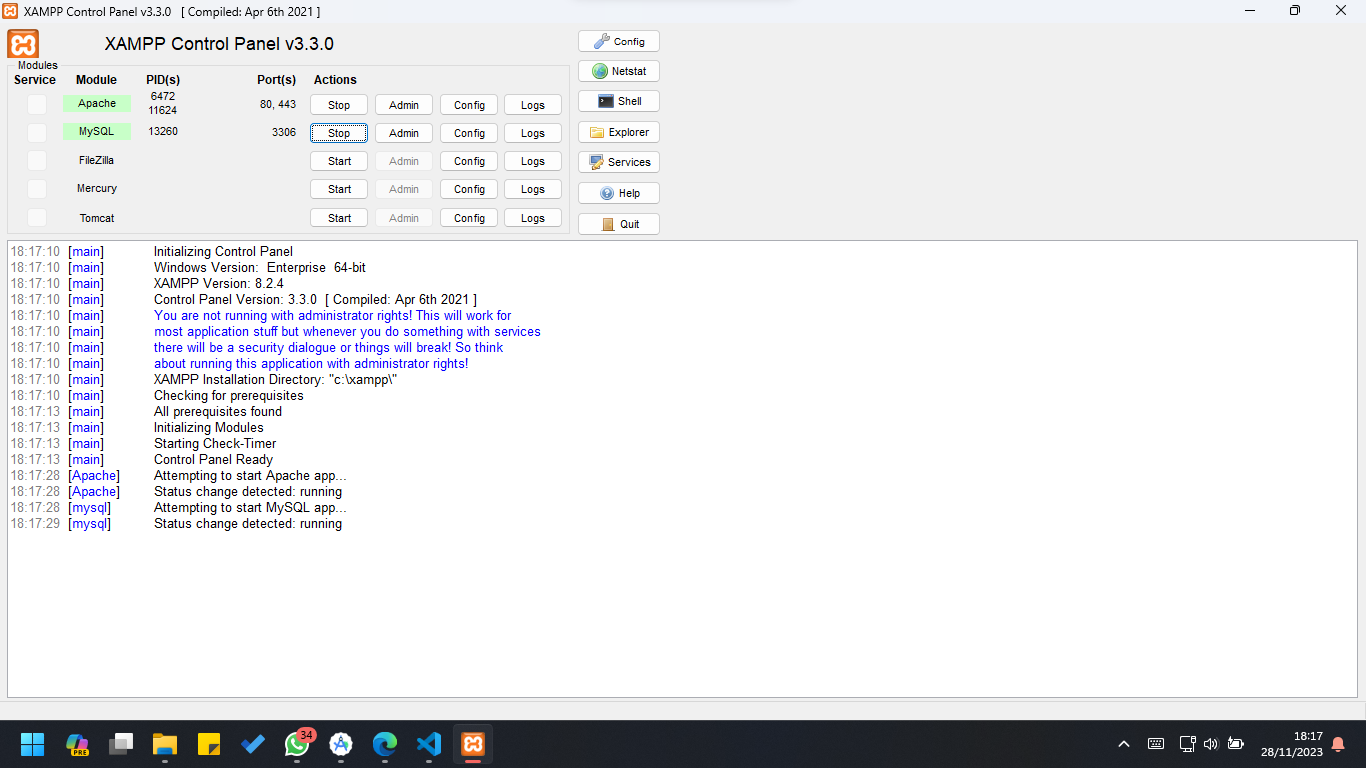 XAMPP Control Panel v3.3.0   [ Compiled: Apr 6th 2021 ]
XAMPP Control Panel v3.3.0
Modules
Service Module PID(s) Port(s) Actions
Apache 6472 11624 80, 443 Stop Admin Config Logs
MySQL 13260 3306 Stop Admin Config Logs
FileZilla Start Admin Config Logs
Mercury Start Admin Config Logs
Tomcat Start Admin Config Logs
Config
Netstat
Shell
Explorer
Services
Help
Quit
18:17:10 [main] Initializing Control Panel
18:17:10 [main] Windows Version:  Enterprise  64-bit
18:17:10 [main] XAMPP Version: 8.2.4
18:17:10 [main] Control Panel Version: 3.3.0  [ Compiled: Apr 6th 2021 ]
18:17:10 [main] You are not running with administrator rights! This will work for
18:17:10 [main] most application stuff but whenever you do something with services
18:17:10 [main] there will be a security dialogue or things will break! So think
18:17:10 [main] about running this application with administrator rights!
18:17:10 [main] XAMPP Installation Directory: "c:\xampp\"
18:17:10 [main] Checking for prerequisites
18:17:13 [main] All prerequisites found
18:17:13 [main] Initializing Modules
18:17:13 [main] Starting Check-Timer
18:17:13 [main] Control Panel Ready
18:17:28 [Apache] Attempting to start Apache app...
18:17:28 [Apache] Status change detected: running
18:17:28 [mysql] Attempting to start MySQL app...
18:17:29 [mysql] Status change detected: running
PRE
34
18:17
28/11/2023